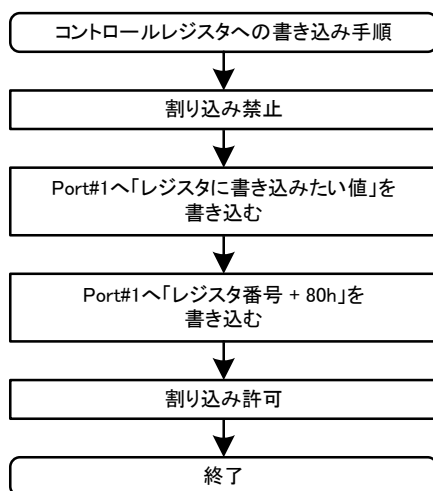 コントロールレジスタへの書き込み手順
割り込み禁止
Port#1へ「レジスタに書き込みたい値」を
書き込む
Port#1へ「レジスタ番号 + 80h」を
書き込む
割り込み許可
終了